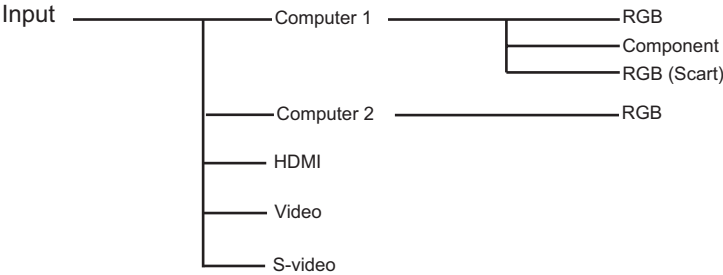 Input
Computer 1
RGB
Component
RGB (Scart)
Computer 2
RGB
HDMI
Video
S-video